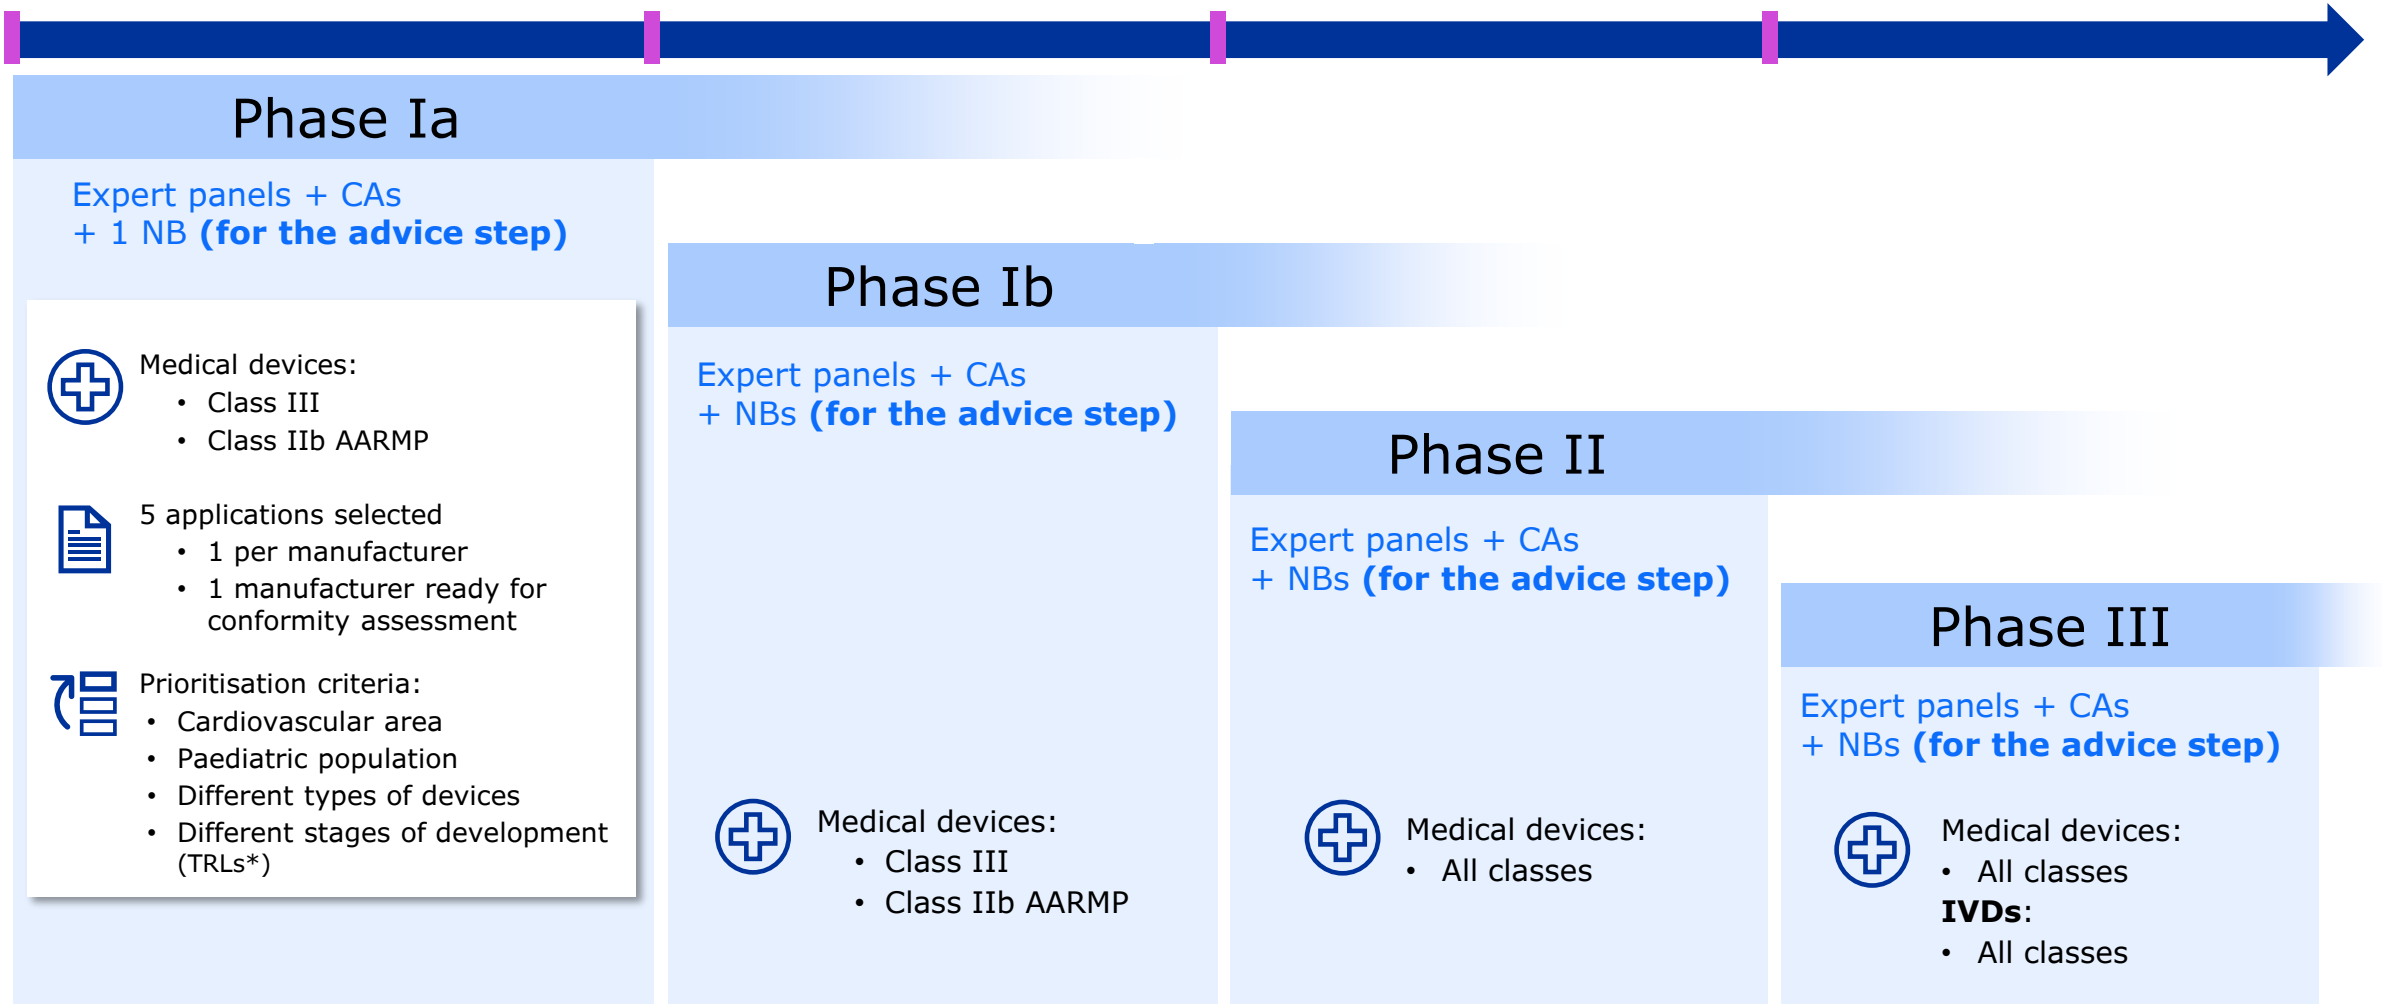 Phase Ia
Expert panels + CAs
+ 1 NB (for the advice step)
Medical devices:
• Class III
• Class IIb AARMP
5 applications selected
• 1 per manufacturer
• 1 manufacturer ready for
conformity assessment
Prioritisation criteria:
• Cardiovascular area
• Paediatric population
• Different types of devices
• Different stages of development
(TRLs*)
Phase Ib
Expert panels + CAs
+ NBs (for the advice step)
Medical devices:
• Class III
• Class IIb AARMP
Phase II
Expert panels + CAs
+ NBs (for the advice step)
Medical devices:
• All classes
Phase III
Expert panels + CAs
+ NBs (for the advice step)
Medical devices:
• All classes
IVDs:
• All classes